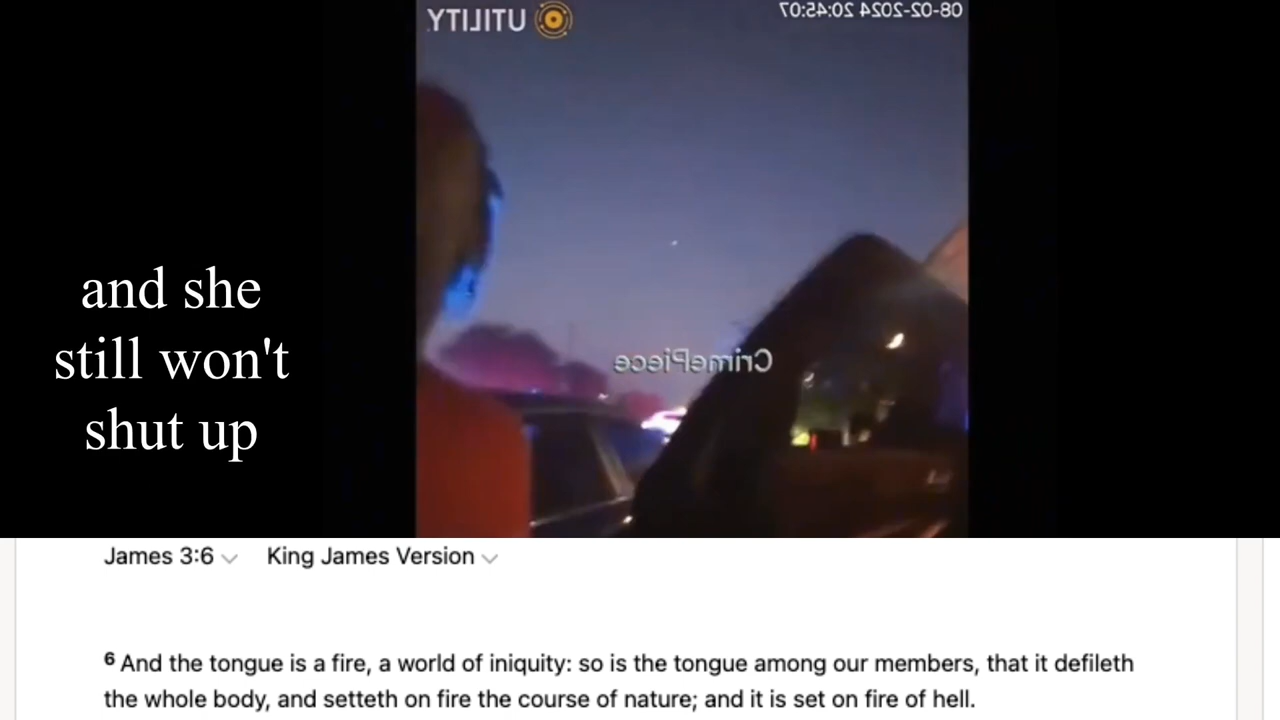 UTILITY
08-02-2024 20:45:07
and she
still won't
shut up
CrimePiece
James 3:6 King James Version
6 And the tongue is a fire, a world of iniquity: so is the tongue among our members, that it defileth
the whole body, and setteth on fire the course of nature; and it is set on fire of hell.